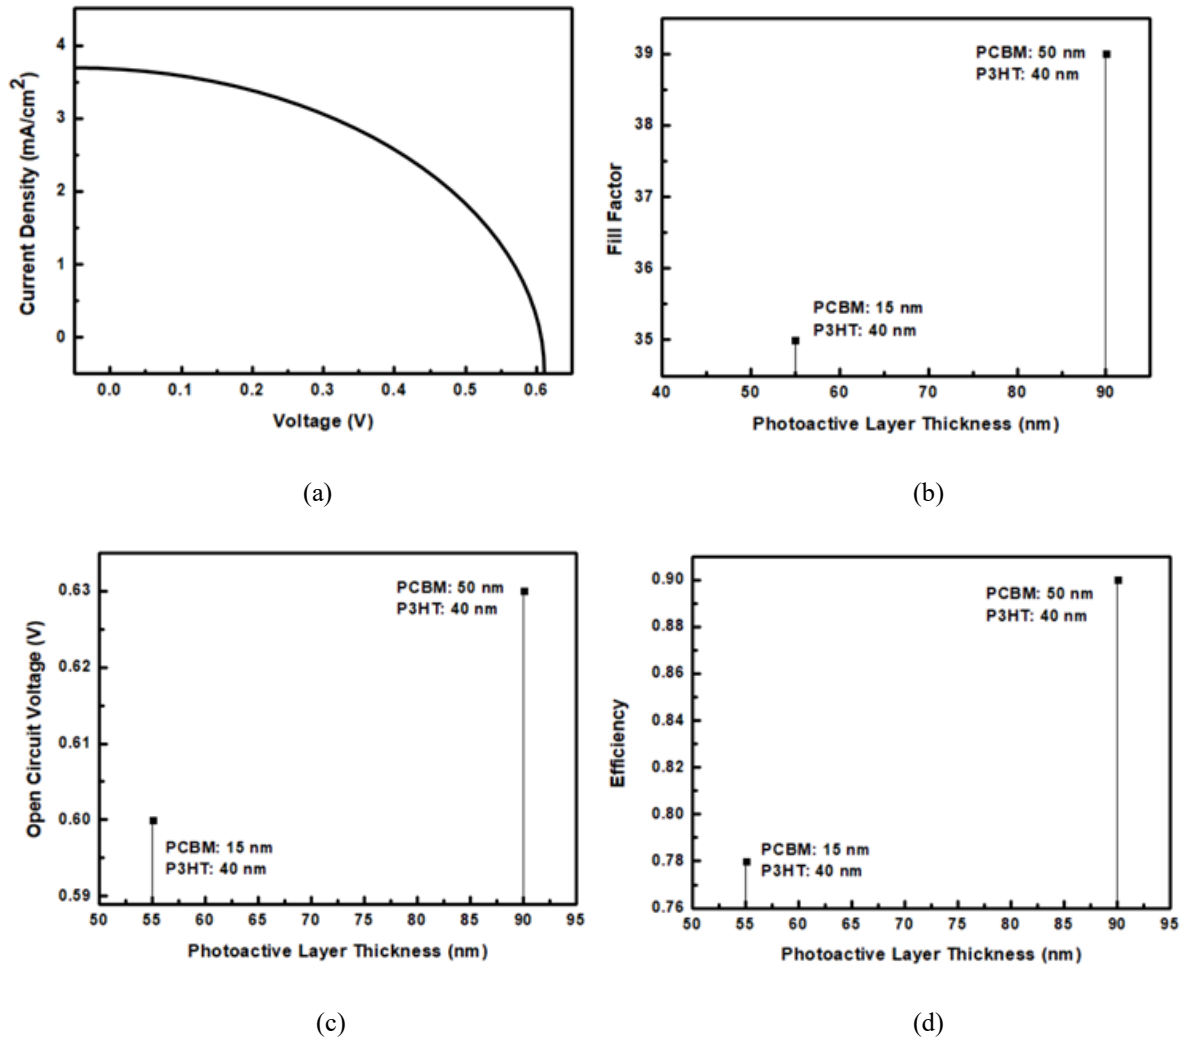 4
3
2
1
0
Current Density (mA/cm²)
0.0 0.1 0.2 0.3 0.4 0.5 0.6
Voltage (V)
(a)
39
38
37
36
35
Fill Factor
PCBM: 50 nm
P3HT: 40 nm
PCBM: 15 nm
P3HT: 40 nm
40 50 60 70 80 90
Photoactive Layer Thickness (nm)
(b)
0.63
0.62
0.61
0.60
0.59
Open Circuit Voltage (V)
PCBM: 50 nm
P3HT: 40 nm
PCBM: 15 nm
P3HT: 40 nm
50 55 60 65 70 75 80 85 90 95
Photoactive Layer Thickness (nm)
(c)
0.90
0.88
0.86
0.84
0.82
0.80
0.78
0.76
Efficiency
PCBM: 50 nm
P3HT: 40 nm
PCBM: 15 nm
P3HT: 40 nm
50 55 60 65 70 75 80 85 90 95
Photoactive Layer Thickness (nm)
(d)